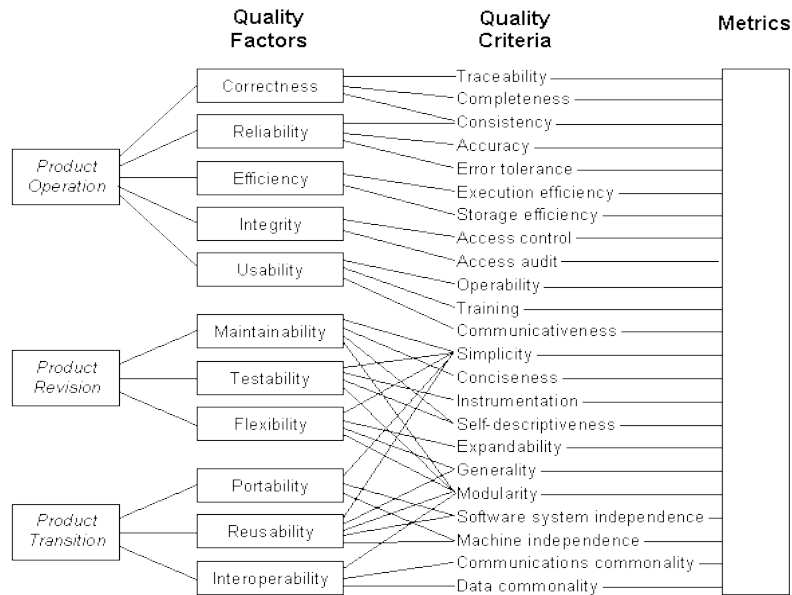 Quality
Factors
Quality
Criteria
Metrics
Product
Operation
Product
Revision
Product
Transition
Correctness
Reliability
Efficiency
Integrity
Usability
Maintainability
Testability
Flexibility
Portability
Reusability
Interoperability
Traceability
Completeness
Consistency
Accuracy
Error tolerance
Execution efficiency
Storage efficiency
Access control
Access audit
Operability
Training
Communicativeness
Simplicity
Conciseness
Instrumentation
Self-descriptiveness
Expandability
Generality
Modularity
Software system independence
Machine independence
Communications commonality
Data commonality